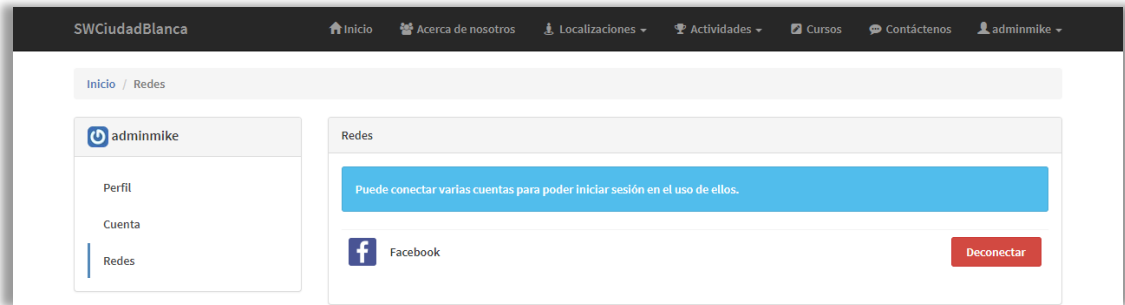 SWCiudadBlanca Inicio Acerca de nosotros Localizaciones Actividades Cursos Contáctenos adminmike
Inicio / Redes
adminmike
Perfil
Cuenta
Redes
Redes
Puede conectar varias cuentas para poder iniciar sesión en el uso de ellos.
Facebook Deconectar